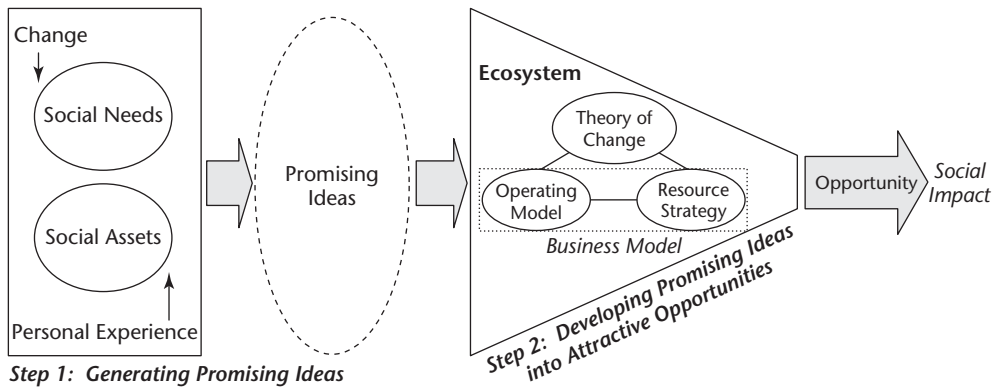 Change
Social Needs
Social Assets
Personal Experience
Step 1: Generating Promising Ideas
Promising
Ideas
Ecosystem
Theory of
Change
Operating
Model
Resource
Strategy
Business Model
Step 2: Developing Promising Ideas
into Attractive Opportunities
Opportunity
Social
Impact